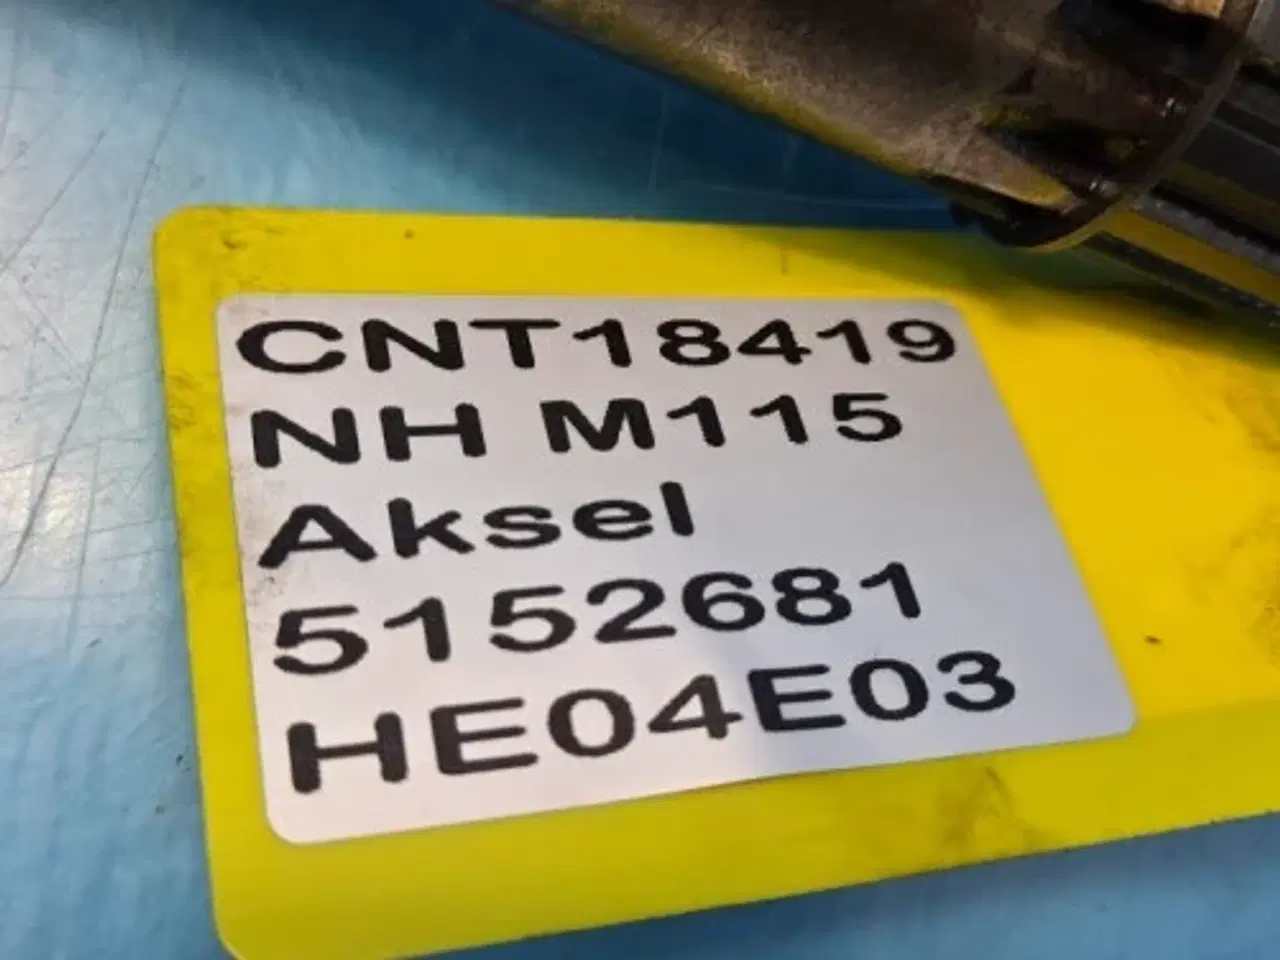 CNT18419
NH M115
Aksel
5152681
HE04E03